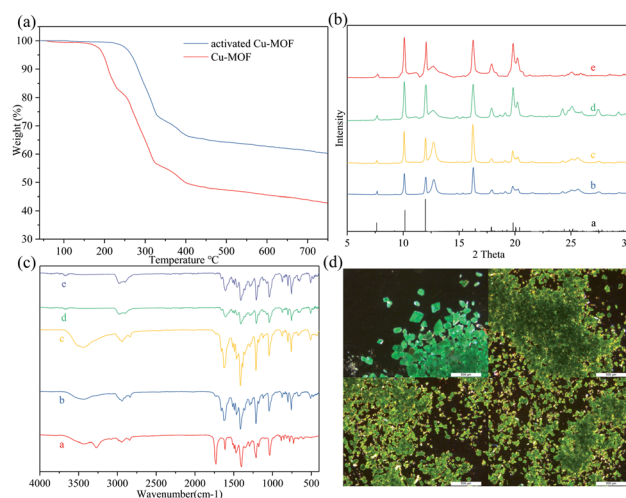 (a)
100
90
80
70
60
50
40
30
Weight (%)
activated Cu-MOF
Cu-MOF
100 200 300 400 500 600 700
Temperature ℃
(b)
Intensity
e
d
c
b
a
5 10 15 20 25 30
2 Theta
(c)
e
d
c
b
a
4000 3500 3000 2500 2000 1500 1000 500
Wavenumber(cm-1)
(d)